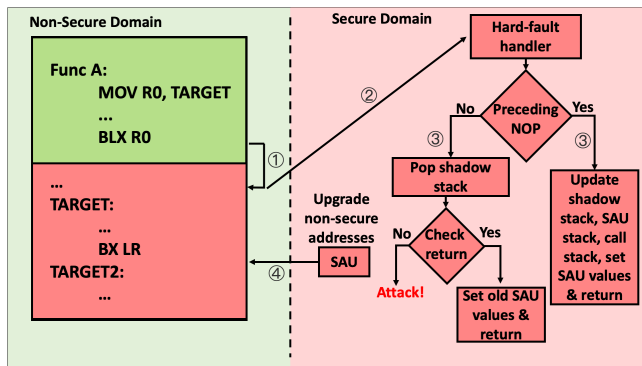 Non-Secure Domain
Func A:
MOV R0, TARGET
...
BLX R0
①
...
TARGET:
...
BX LR
TARGET2:
...
Secure Domain
②
Hard-fault
handler
Preceding
NOP
No
Yes
③
③
Pop shadow
stack
Check
return
No
Yes
Attack!
Set old SAU
values &
return
Update
shadow
stack, SAU
stack, call
stack, set
SAU values
& return
Upgrade
non-secure
addresses
SAU
④